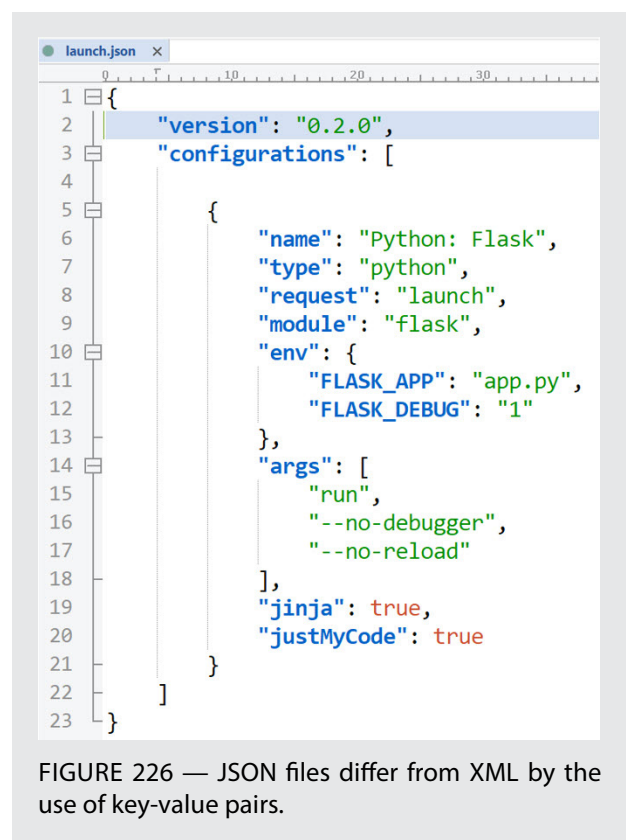 launch.json ×
0 10 20 30
1 {
2 "version": "0.2.0",
3 "configurations": [
4
5 {
6 "name": "Python: Flask",
7 "type": "python",
8 "request": "launch",
9 "module": "flask",
10 "env": {
11 "FLASK_APP": "app.py",
12 "FLASK_DEBUG": "1"
13 },
14 "args": [
15 "run",
16 "--no-debugger",
17 "--no-reload"
18 ],
19 "jinja": true,
20 "justMyCode": true
21 }
22 ]
23 }
FIGURE 226 — JSON files differ from XML by the
use of key-value pairs.